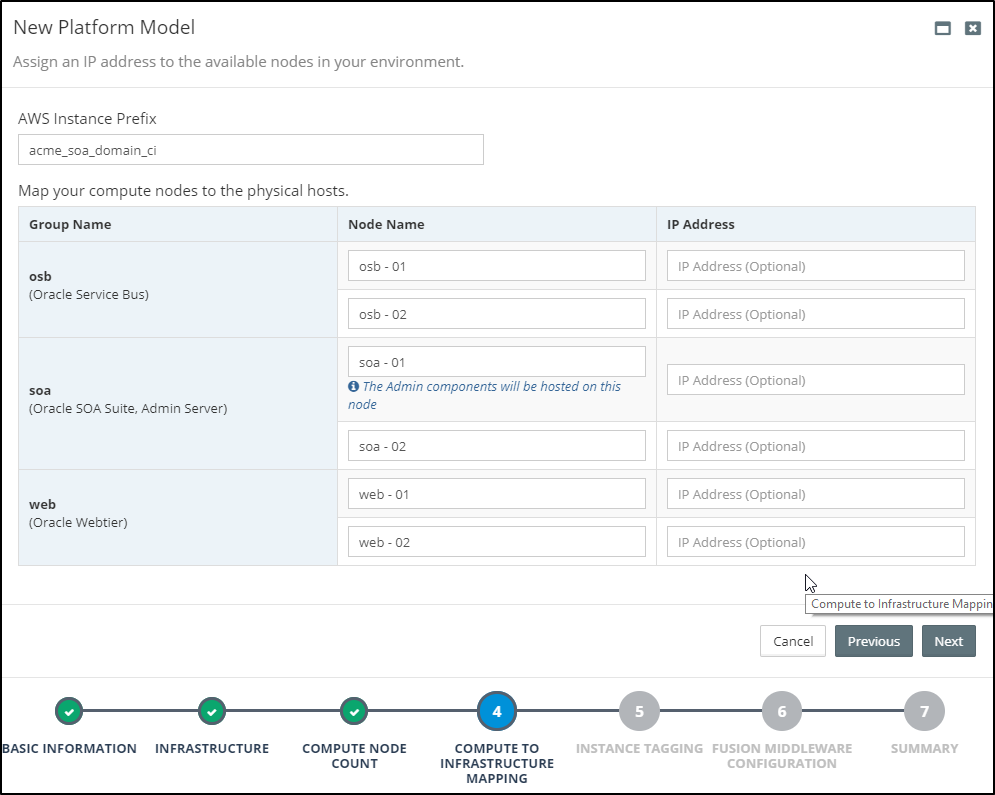 New Platform Model
Assign an IP address to the available nodes in your environment.
AWS Instance Prefix
acme_soa_domain_ci
Map your compute nodes to the physical hosts.
Group Name Node Name IP Address
osb
(Oracle Service Bus)
osb - 01 IP Address (Optional)
osb - 02 IP Address (Optional)
soa
(Oracle SOA Suite, Admin Server)
soa - 01 IP Address (Optional)
The Admin components will be hosted on this
node
soa - 02 IP Address (Optional)
web
(Oracle Webtier)
web - 01 IP Address (Optional)
web - 02 IP Address (Optional)
Compute to Infrastructure Mappin
Cancel Previous Next
4 5 6 7
BASIC INFORMATION INFRASTRUCTURE COMPUTE NODE COMPUTE TO INSTANCE TAGGING FUSION MIDDLEWARE SUMMARY
COUNT INFRASTRUCTURE CONFIGURATION
MAPPING